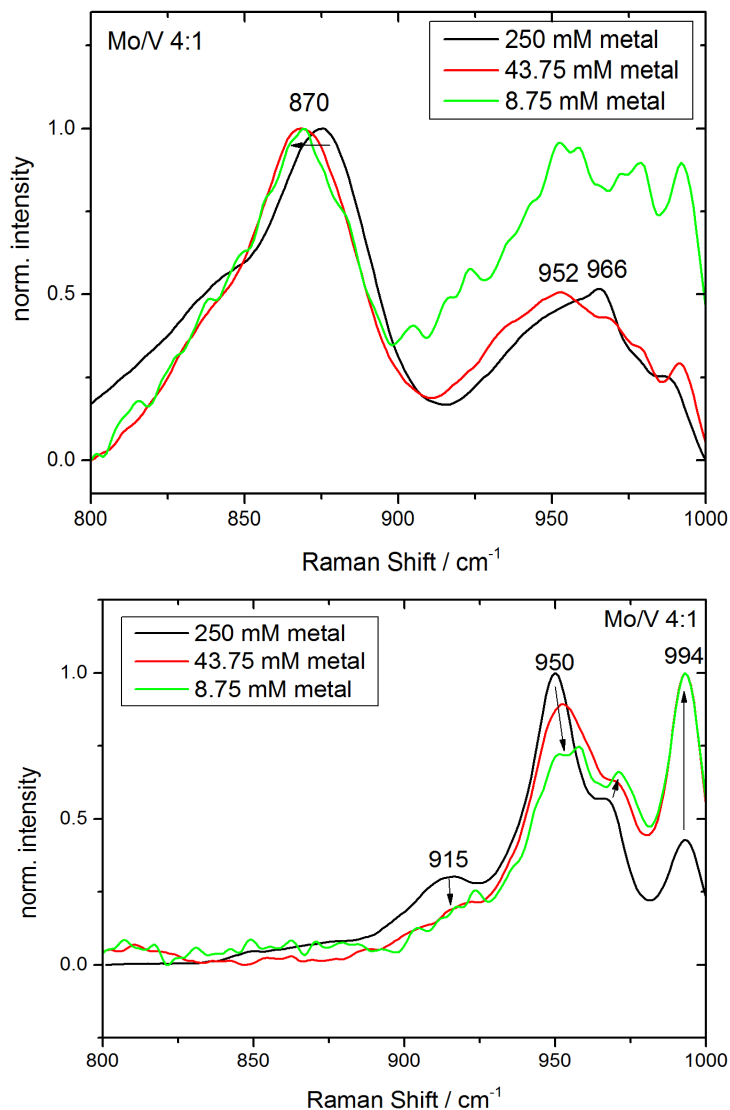 Mo/V 4:1
250 mM metal
43.75 mM metal
8.75 mM metal
870
952
966
norm. intensity
1.0
0.5
0.0
800
850
900
950
1000
Raman Shift / cm-1
Mo/V 4:1
250 mM metal
43.75 mM metal
8.75 mM metal
950
994
915
norm. intensity
1.0
0.5
0.0
800
850
900
950
1000
Raman Shift / cm-1